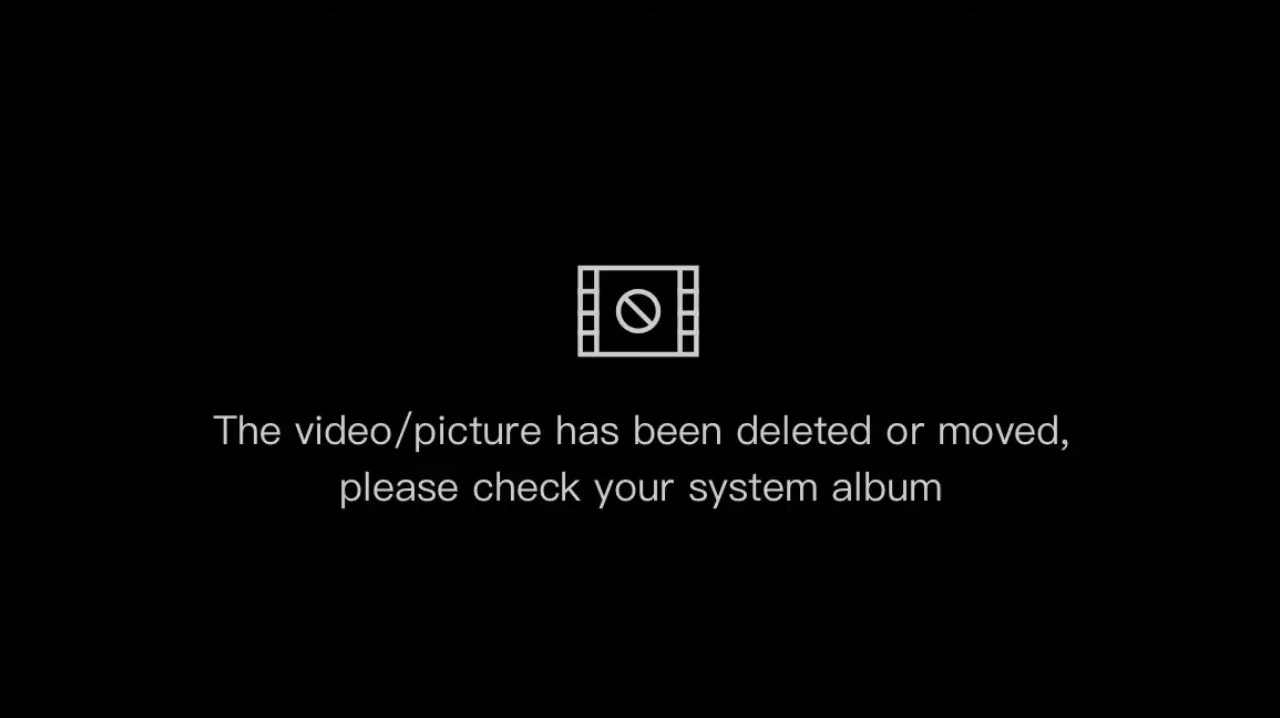 The video/picture has been deleted or moved,
please check your system album